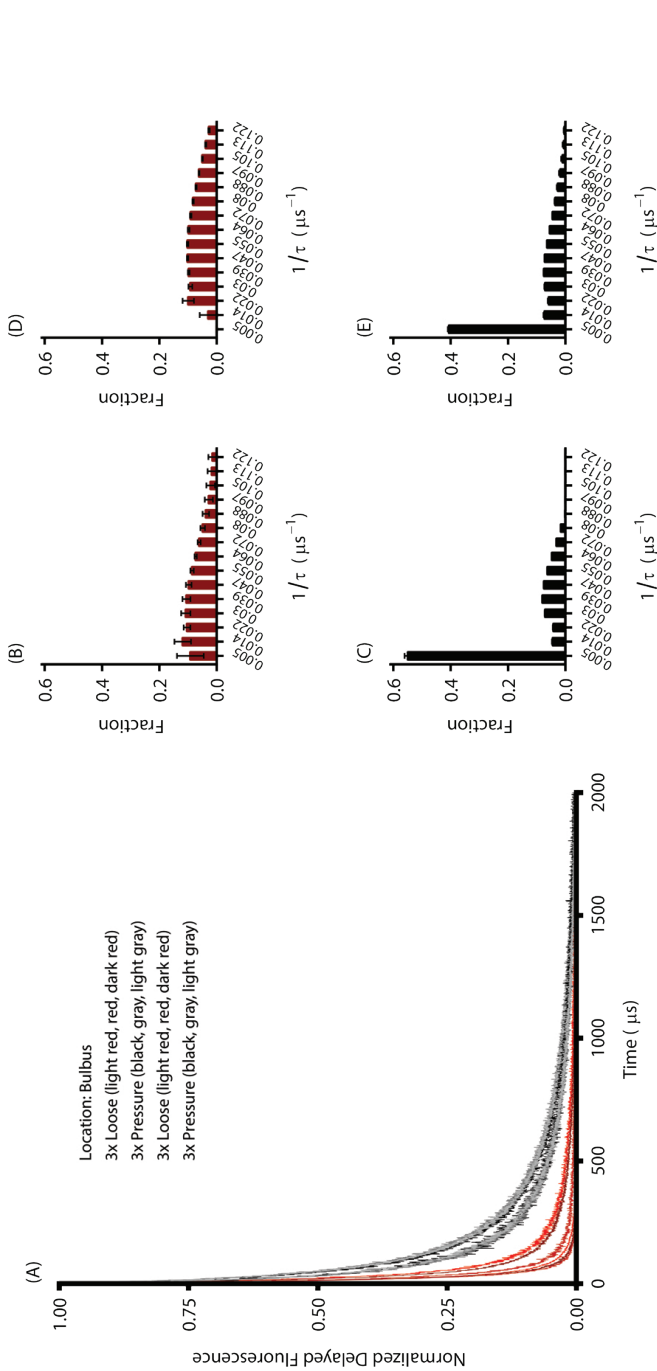 (A)
Normalized Delayed Fluorescence
1.00
0.75
0.50
0.25
0.00
Location: Bulbus
3x Loose (light red, red, dark red)
3x Pressure (black, gray, light gray)
3x Loose (light red, red, dark red)
3x Pressure (black, gray, light gray)
0 500 1000 1500 2000
Time ( μs)
(B)
Fraction
0.6
0.4
0.2
0.0
0.005 0.014 0.022 0.03 0.039 0.047 0.055 0.064 0.072 0.08 0.088 0.097 0.105 0.113 0.122
1/τ ( μs⁻¹)
(D)
Fraction
0.6
0.4
0.2
0.0
0.005 0.014 0.022 0.03 0.039 0.047 0.055 0.064 0.072 0.08 0.088 0.097 0.105 0.113 0.122
1/τ ( μs⁻¹)
(C)
Fraction
0.6
0.4
0.2
0.0
0.005 0.014 0.022 0.03 0.039 0.047 0.055 0.064 0.072 0.08 0.088 0.097 0.105 0.113 0.122
1/τ ( μs⁻¹)
(E)
Fraction
0.6
0.4
0.2
0.0
0.005 0.014 0.022 0.03 0.039 0.047 0.055 0.064 0.072 0.08 0.088 0.097 0.105 0.113 0.122
1/τ ( μs⁻¹)